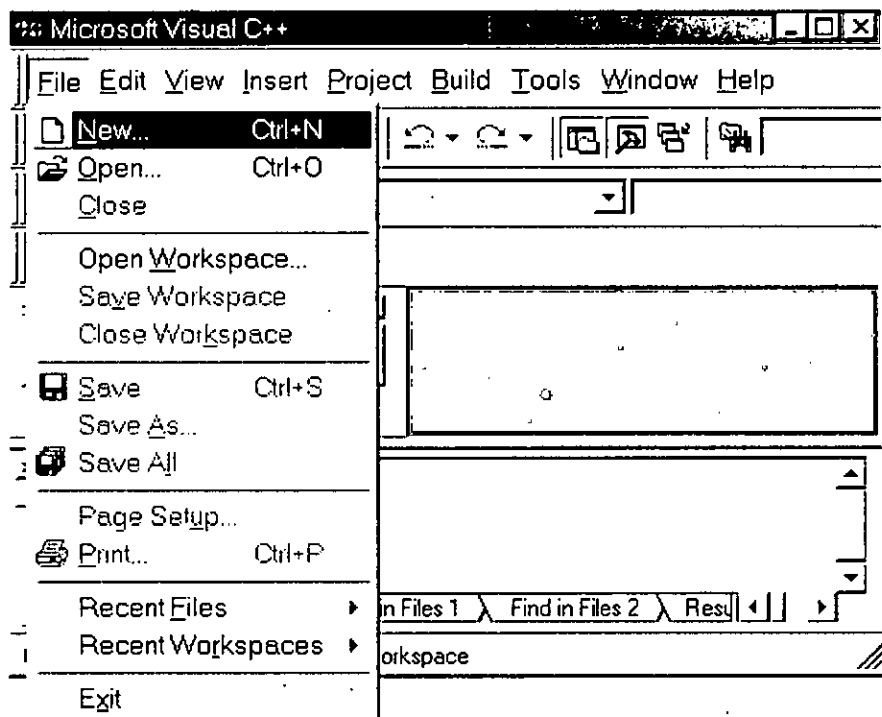 Microsoft Visual C++
File Edit View Insert Project Build Tools Window Help
New... Ctrl+N
Open... Ctrl+O
Close
Open Workspace...
Save Workspace
Close Workspace
Save Ctrl+S
Save As...
Save All
Page Setup...
Print... Ctrl+P
Recent Files
in Files 1 Find in Files 2 Resu
Recent Workspaces
orkspace
Exit